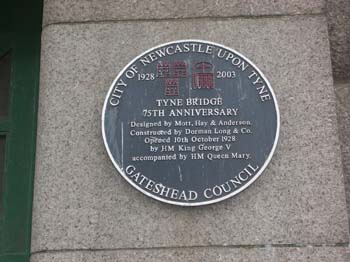 CITY OF NEWCASTLE UPON TYNE
1928 2003
TYNE BRIDGE
75TH ANNIVERSARY
Designed by Mott, Hay & Anderson.
Constructed by Dorman Long & Co.
Opened 10th October 1928
by HM King George V
accompanied by HM Queen Mary.
GATESHEAD COUNCIL